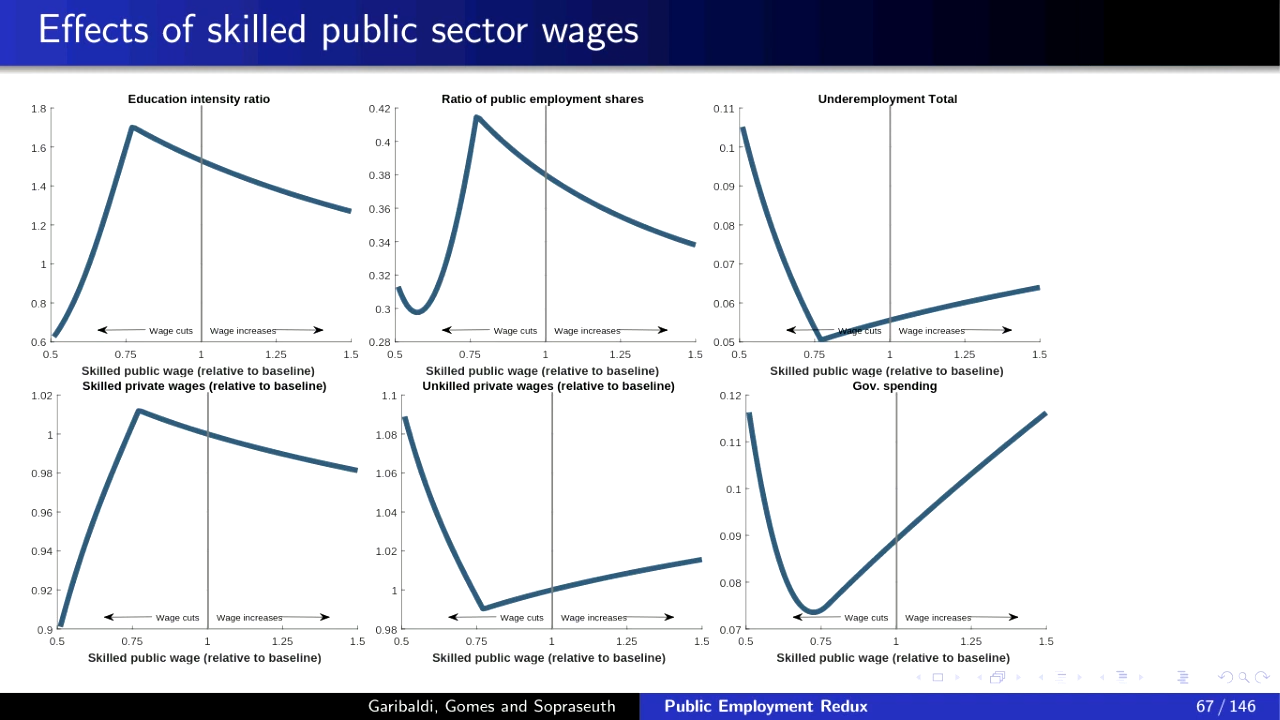 Effects of skilled public sector wages
Education intensity ratio
1.8
1.6
1.4
1.2
1
0.8
0.6
Wage cuts
Wage increases
0.5 0.75 1 1.25 1.5
Skilled public wage (relative to baseline)
Ratio of public employment shares
0.42
0.4
0.38
0.36
0.34
0.32
0.3
0.28
Wage cuts
Wage increases
0.5 0.75 1 1.25 1.5
Skilled public wage (relative to baseline)
Underemployment Total
0.11
0.1
0.09
0.08
0.07
0.06
0.05
Wage cuts
Wage increases
0.5 0.75 1 1.25 1.5
Skilled public wage (relative to baseline)
Skilled private wages (relative to baseline)
1.02
1
0.98
0.96
0.94
0.92
0.9
Wage cuts
Wage increases
0.5 0.75 1 1.25 1.5
Skilled public wage (relative to baseline)
Unkilled private wages (relative to baseline)
1.1
1.08
1.06
1.04
1.02
1
0.98
Wage cuts
Wage increases
0.5 0.75 1 1.25 1.5
Skilled public wage (relative to baseline)
Gov. spending
0.12
0.11
0.1
0.09
0.08
0.07
Wage cuts
Wage increases
0.5 0.75 1 1.25 1.5
Skilled public wage (relative to baseline)
Garibaldi, Gomes and Sopraseuth
Public Employment Redux
67 / 146